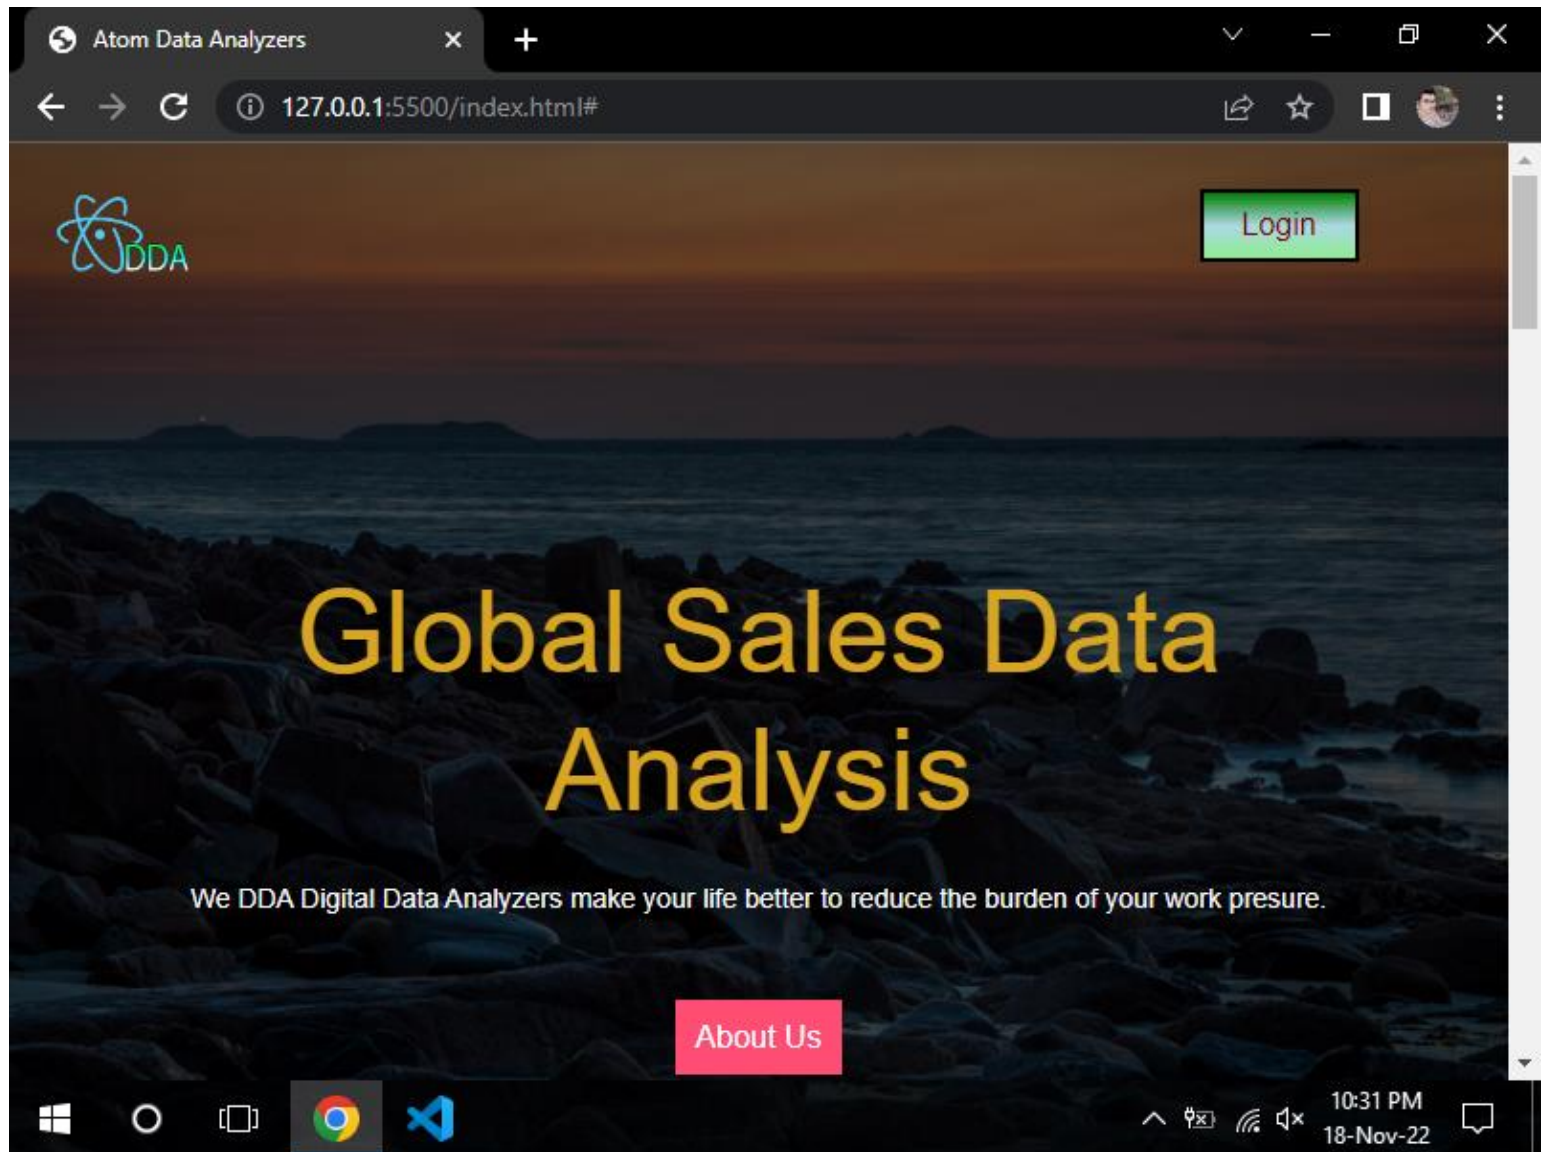 Atom Data Analyzers
127.0.0.1:5500/index.html#
DDA
Login
Global Sales Data
Analysis
We DDA Digital Data Analyzers make your life better to reduce the burden of your work presure.
About Us
10:31 PM
18-Nov-22